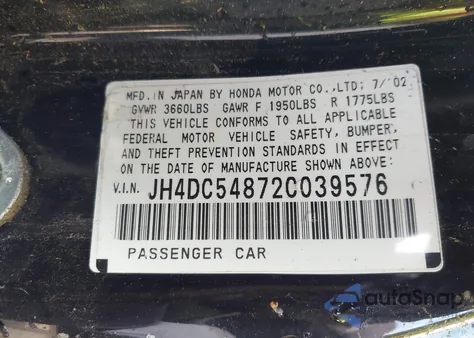 MFD. IN JAPAN BY HONDA MOTOR CO.,LTD; 7/'02
GVWR 3660LBS GAWR F 1950LBS R 1775LBS
THIS VEHICLE CONFORMS TO ALL APPLICABLE
FEDERAL MOTOR VEHICLE SAFETY, BUMPER,
AND THEFT PREVENTION STANDARDS IN EFFECT
ON THE DATE OF MANUFACTURE SHOWN ABOVE:
V.I.N. JH4DC54872C039576
PASSENGER CAR
autoSnap